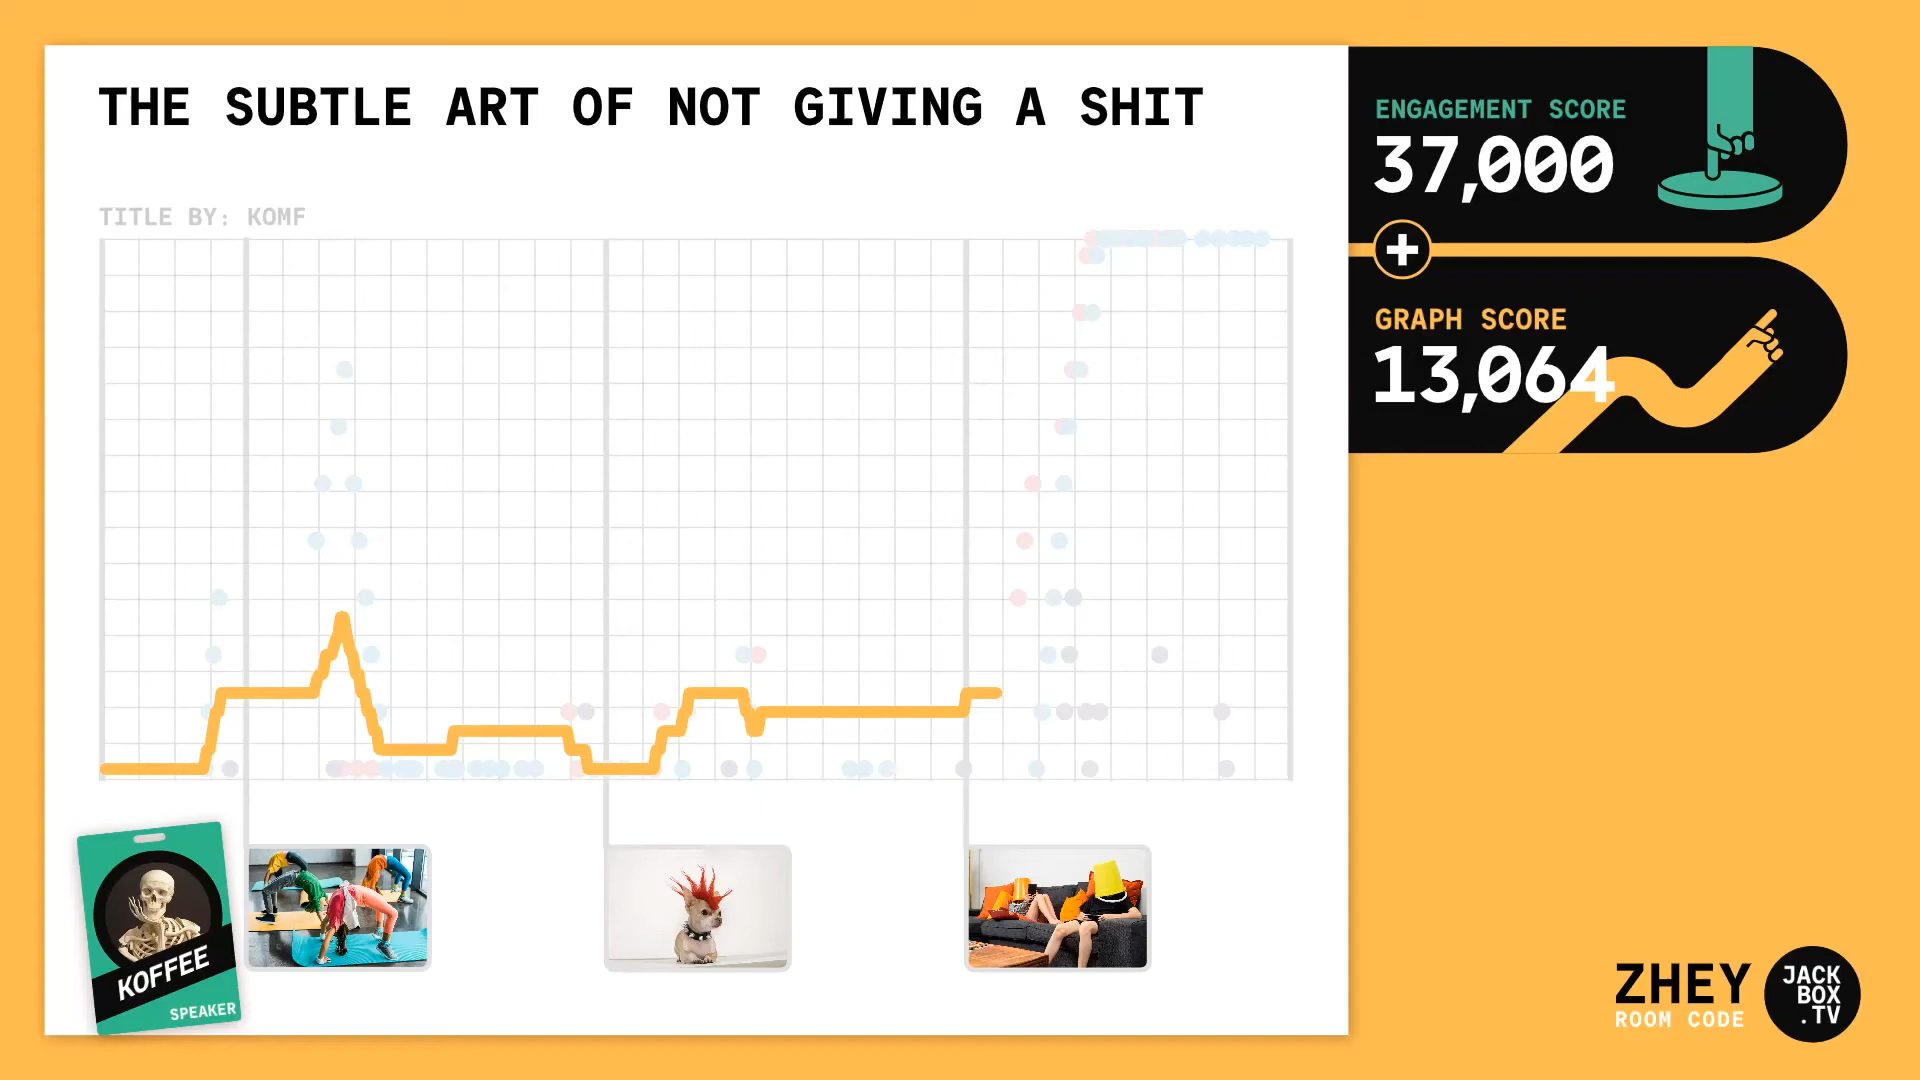 THE SUBTLE ART OF NOT GIVING A SHIT
TITLE BY: KOMF
ENGAGEMENT SCORE
37,000
+
GRAPH SCORE
13,064
KOFFEE
SPEAKER
ZHEY
ROOM CODE
JACK
BOX
.TV